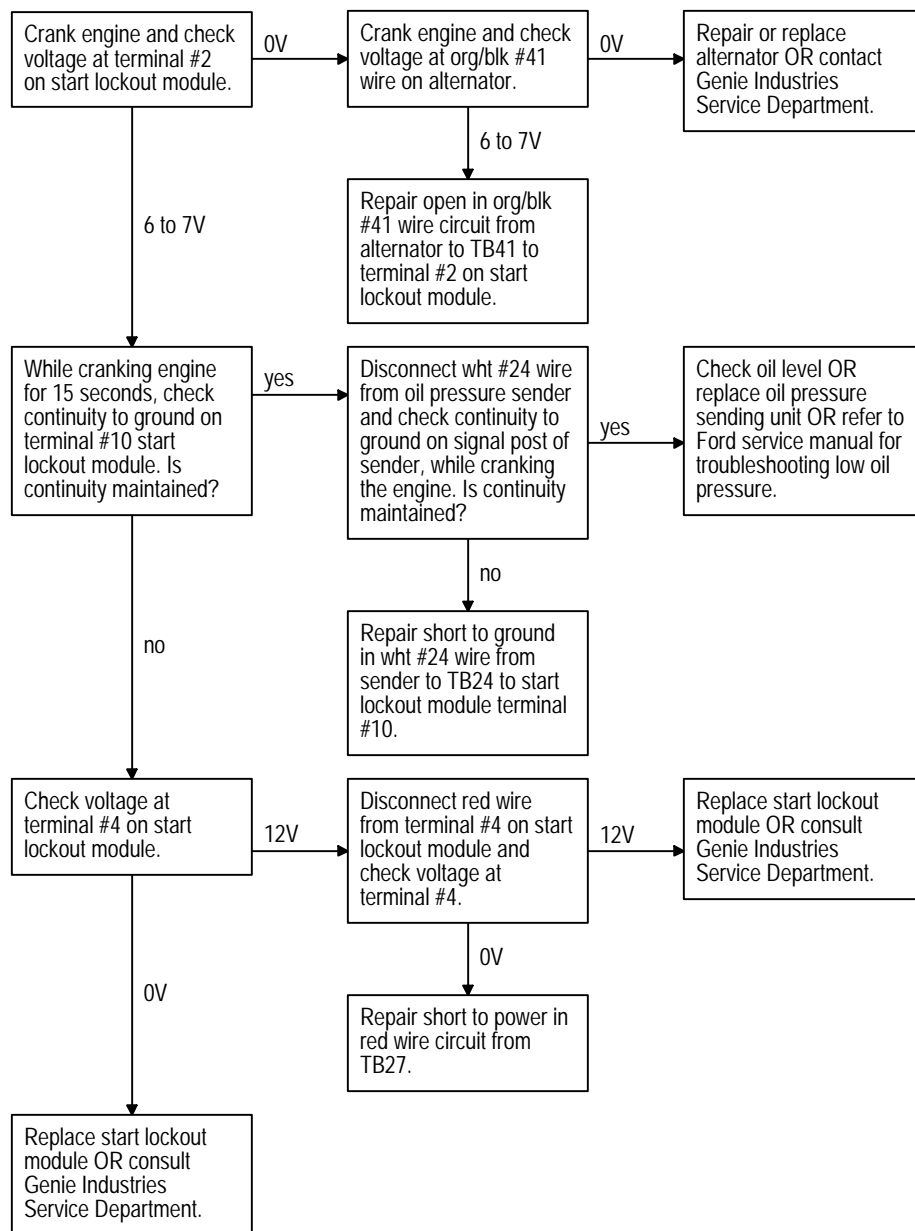 Crank engine and check
voltage at terminal #2
on start lockout module.
0V
Crank engine and check
voltage at org/blk #41
wire on alternator.
0V
Repair or replace
alternator OR contact
Genie Industries
Service Department.
6 to 7V
Repair open in org/blk
#41 wire circuit from
alternator to TB41 to
terminal #2 on start
lockout module.
6 to 7V
While cranking engine
for 15 seconds, check
continuity to ground on
terminal #10 start
lockout module. Is
continuity maintained?
yes
Disconnect wht #24 wire
from oil pressure sender
and check continuity to
ground on signal post of
sender, while cranking
the engine. Is continuity
maintained?
yes
Check oil level OR
replace oil pressure
sending unit OR refer to
Ford service manual for
troubleshooting low oil
pressure.
no
Repair short to ground
in wht #24 wire from
sender to TB24 to start
lockout module terminal
#10.
no
Check voltage at
terminal #4 on start
lockout module.
12V
Disconnect red wire
from terminal #4 on start
lockout module and
check voltage at
terminal #4.
12V
Replace start lockout
module OR consult
Genie Industries
Service Department.
0V
Repair short to power in
red wire circuit from
TB27.
0V
Replace start lockout
module OR consult
Genie Industries
Service Department.